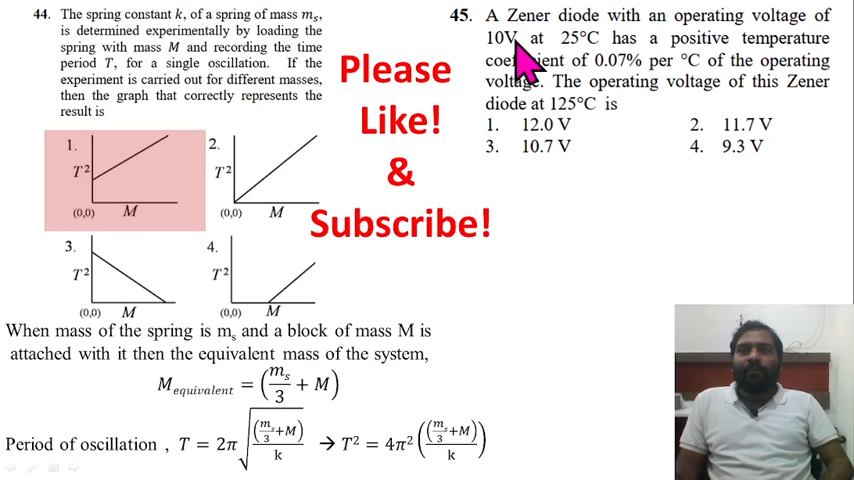 44. The spring constant k, of a spring of mass mₛ,
is determined experimentally by loading the
spring with mass M and recording the time
period T, for a single oscillation. If the
experiment is carried out for different masses,
then the graph that correctly represents the
result is
1.
T²
(0,0) M
2.
T²
(0,0) M
3.
T²
(0,0) M
4.
T²
(0,0) M
When mass of the spring is mₛ and a block of mass M is
attached with it then the equivalent mass of the system,
M_equivalent = (mₛ/3 + M)
Period of oscillation , T = 2π √((mₛ/3 + M)/k) → T² = 4π² ((mₛ/3 + M)/k)
Please
Like!
&
Subscribe!
45. A Zener diode with an operating voltage of
10V at 25°C has a positive temperature
of 0.07% per °C of the operating
voltage. The operating voltage of this Zener
diode at 125°C is
1. 12.0 V 2. 11.7 V
3. 10.7 V 4. 9.3 V